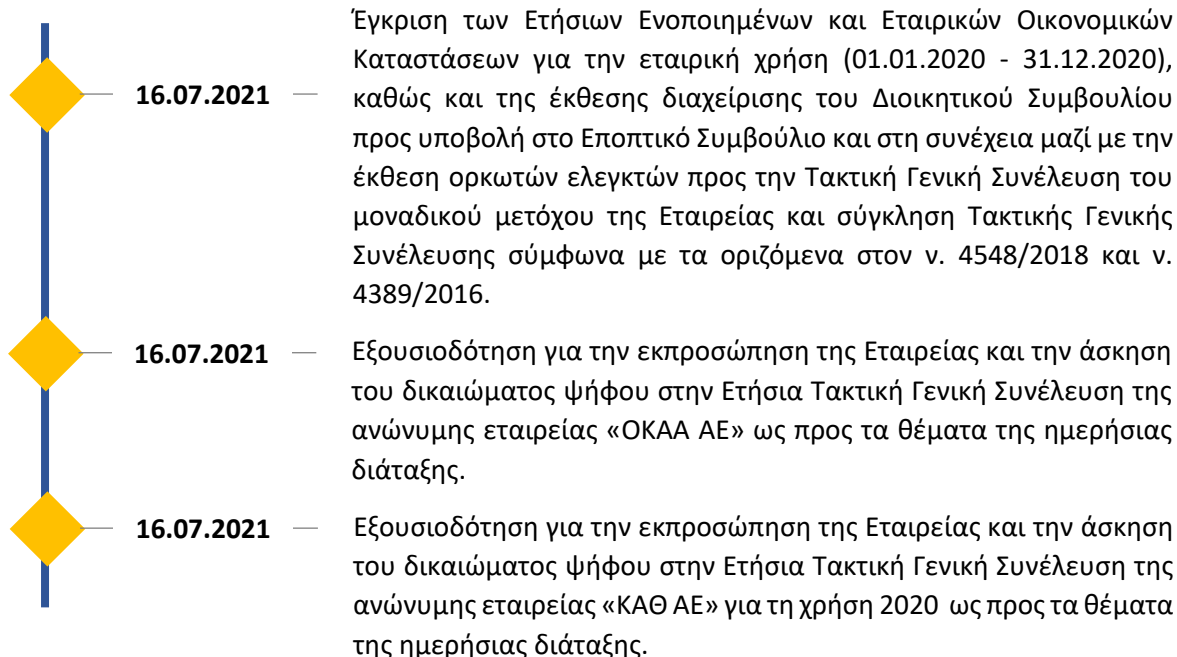 Έγκριση των Ετήσιων Ενοποιημένων και Εταιρικών Οικονομικών
Καταστάσεων για την εταιρική χρήση (01.01.2020 - 31.12.2020),
16.07.2021
καθώς και της έκθεσης διαχείρισης του Διοικητικού Συμβουλίου
προς υποβολή στο Εποπτικό Συμβούλιο και στη συνέχεια μαζί με την
έκθεση ορκωτών ελεγκτών προς την Τακτική Γενική Συνέλευση του
μοναδικού μετόχου της Εταιρείας και σύγκληση Τακτικής Γενικής
Συνέλευσης σύμφωνα με τα οριζόμενα στον ν. 4548/2018 και ν.
4389/2016.
16.07.2021
Εξουσιοδότηση για την εκπροσώπηση της Εταιρείας και την άσκηση
του δικαιώματος ψήφου στην Ετήσια Τακτική Γενική Συνέλευση της
ανώνυμης εταιρείας «ΟΚΑΑ ΑΕ» ως προς τα θέματα της ημερήσιας
διάταξης.
16.07.2021
Εξουσιοδότηση για την εκπροσώπηση της Εταιρείας και την άσκηση
του δικαιώματος ψήφου στην Ετήσια Τακτική Γενική Συνέλευση της
ανώνυμης εταιρείας «ΚΑΘ ΑΕ» για τη χρήση 2020 ως προς τα θέματα
της ημερήσιας διάταξης.